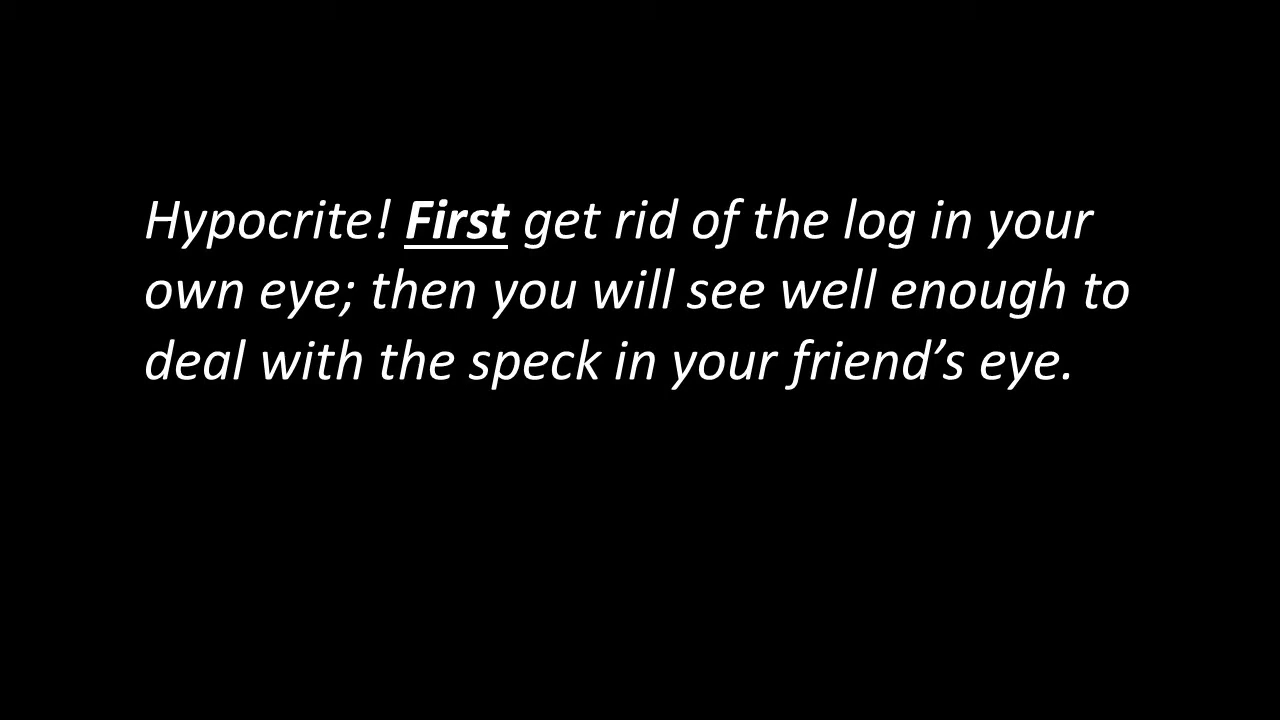 Hypocrite! First get rid of the log in your
own eye; then you will see well enough to
deal with the speck in your friend’s eye.